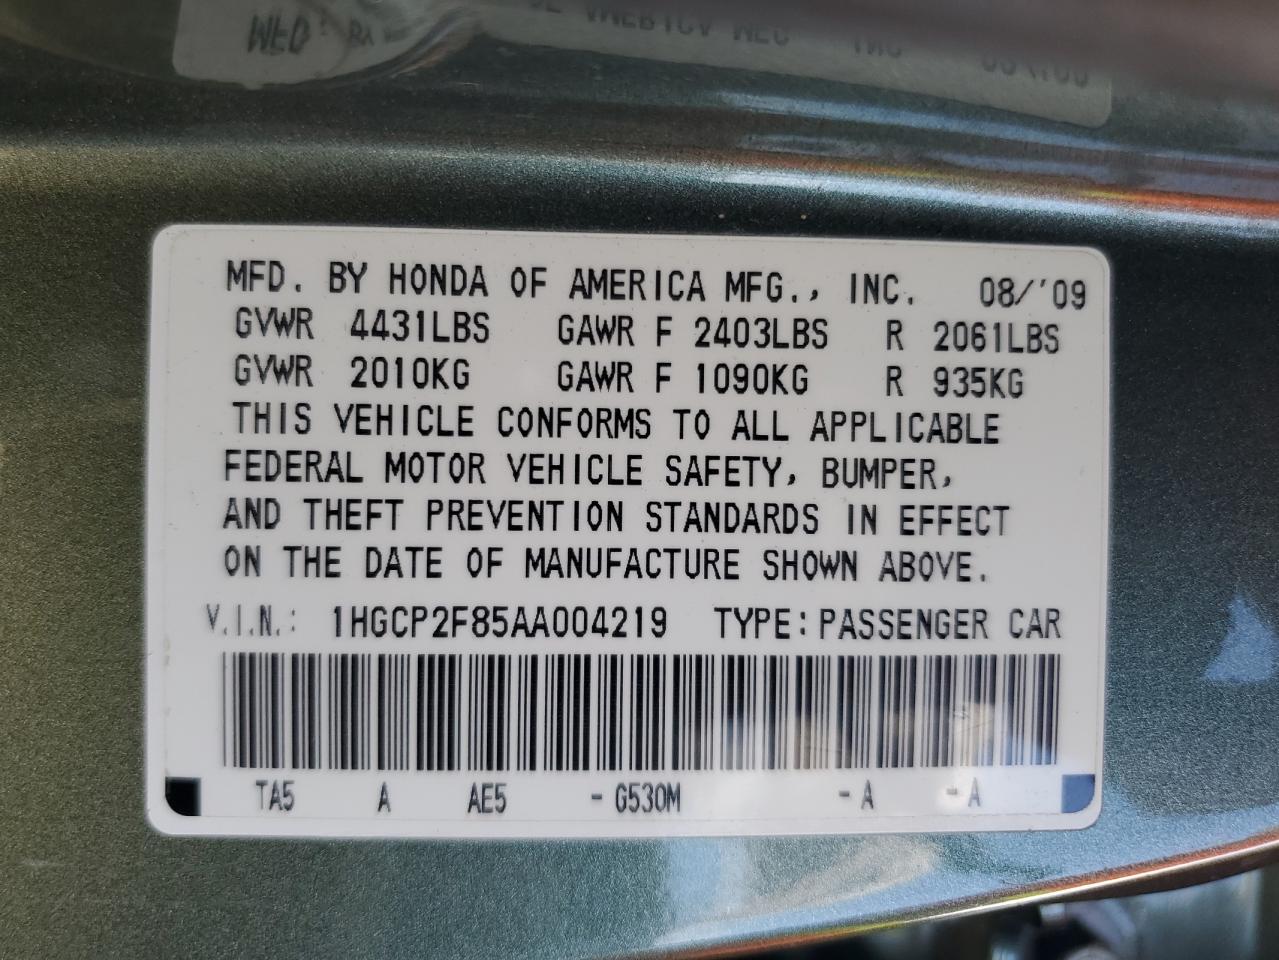 MFD. BY HONDA OF AMERICA MFG., INC. 08/'09
GVWR 4431LBS GAWR F 2403LBS R 2061LBS
GVWR 2010KG GAWR F 1090KG R 935KG
THIS VEHICLE CONFORMS TO ALL APPLICABLE
FEDERAL MOTOR VEHICLE SAFETY, BUMPER,
AND THEFT PREVENTION STANDARDS IN EFFECT
ON THE DATE OF MANUFACTURE SHOWN ABOVE.
V.I.N.: 1HGCP2F85AA004219 TYPE: PASSENGER CAR
TA5 A AE5 - G530M - A - A